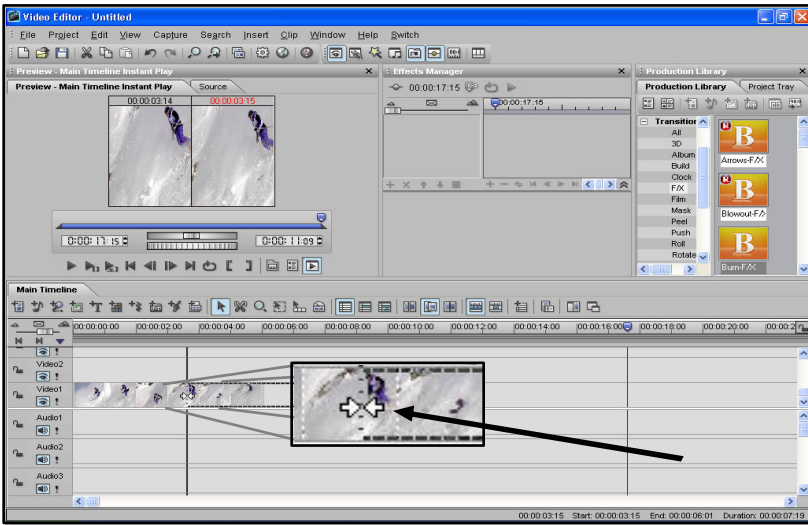 Video Editor - Untitled
File Project Edit View Capture Search Insert Clip Window Help Switch
Preview - Main Timeline Instant Play
Effects Manager
Production Library
Preview - Main Timeline Instant Play Source
Production Library Project Tray
00:00:03:14 00:00:03:15
00:00:17:15
00:00:17:15
Transition
All
3D
Album
Build
Clock
F/X
Film
Mask
Peel
Push
Roll
Rotate
B
Arrows-F/X
B
Blowout-F/
B
Burn-F/X
0:00:17:15 0:00:11:09
Main Timeline
00:00:00:00 00:00:02:00 00:00:04:00 00:00:06:00 00:00:08:00 00:00:10:00 00:00:12:00 00:00:14:00 00:00:16:00 00:00:18:00 00:00:20:00 00:00:2
Video2
Video1
Audio1
Audio2
Audio3
00:00:03:15 Start: 00:00:03:15 End: 00:00:06:01 Duration: 00:00:07:19